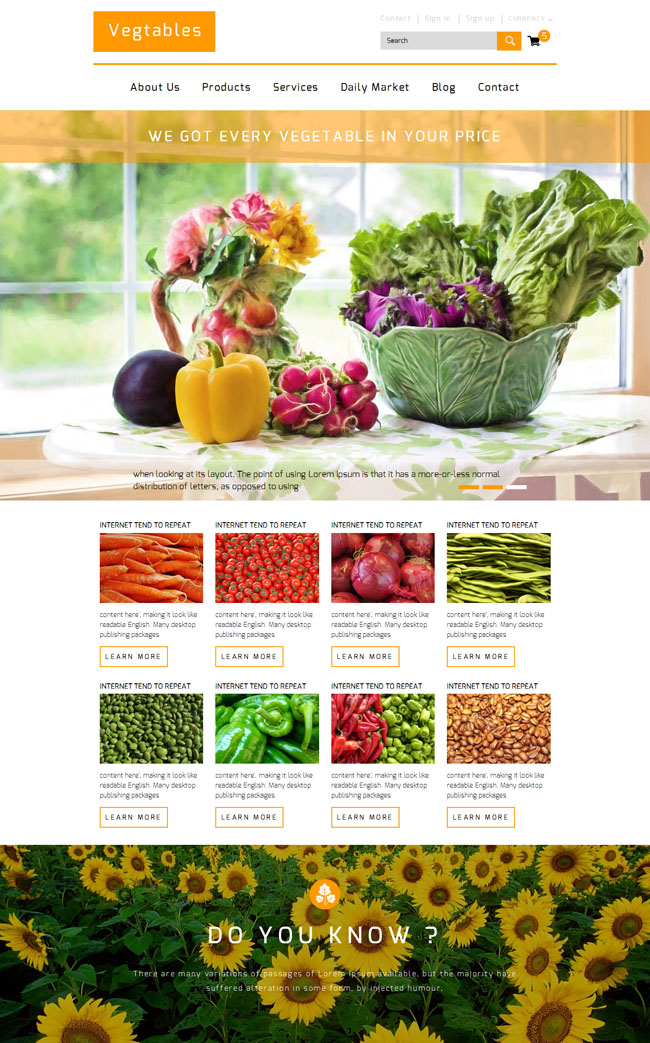 Vegtables
Contact Sign in Sign up CURRENCY
Search
5
About Us Products Services Daily Market Blog Contact
WE GOT EVERY VEGETABLE IN YOUR PRICE
when looking at its layout. The point of using Lorem Ipsum is that it has a more-or-less normal
distribution of letters, as opposed to using
INTERNET TEND TO REPEAT
content here', making it look like
readable English. Many desktop
publishing packages
LEARN MORE
INTERNET TEND TO REPEAT
content here', making it look like
readable English. Many desktop
publishing packages
LEARN MORE
INTERNET TEND TO REPEAT
content here', making it look like
readable English. Many desktop
publishing packages
LEARN MORE
INTERNET TEND TO REPEAT
content here', making it look like
readable English. Many desktop
publishing packages
LEARN MORE
INTERNET TEND TO REPEAT
content here', making it look like
readable English. Many desktop
publishing packages
LEARN MORE
INTERNET TEND TO REPEAT
content here', making it look like
readable English. Many desktop
publishing packages
LEARN MORE
INTERNET TEND TO REPEAT
content here', making it look like
readable English. Many desktop
publishing packages
LEARN MORE
INTERNET TEND TO REPEAT
content here', making it look like
readable English. Many desktop
publishing packages
LEARN MORE
DO YOU KNOW ?
There are many variations of passages of Lorem Ipsum available, but the majority have
suffered alteration in some form, by injected humour,